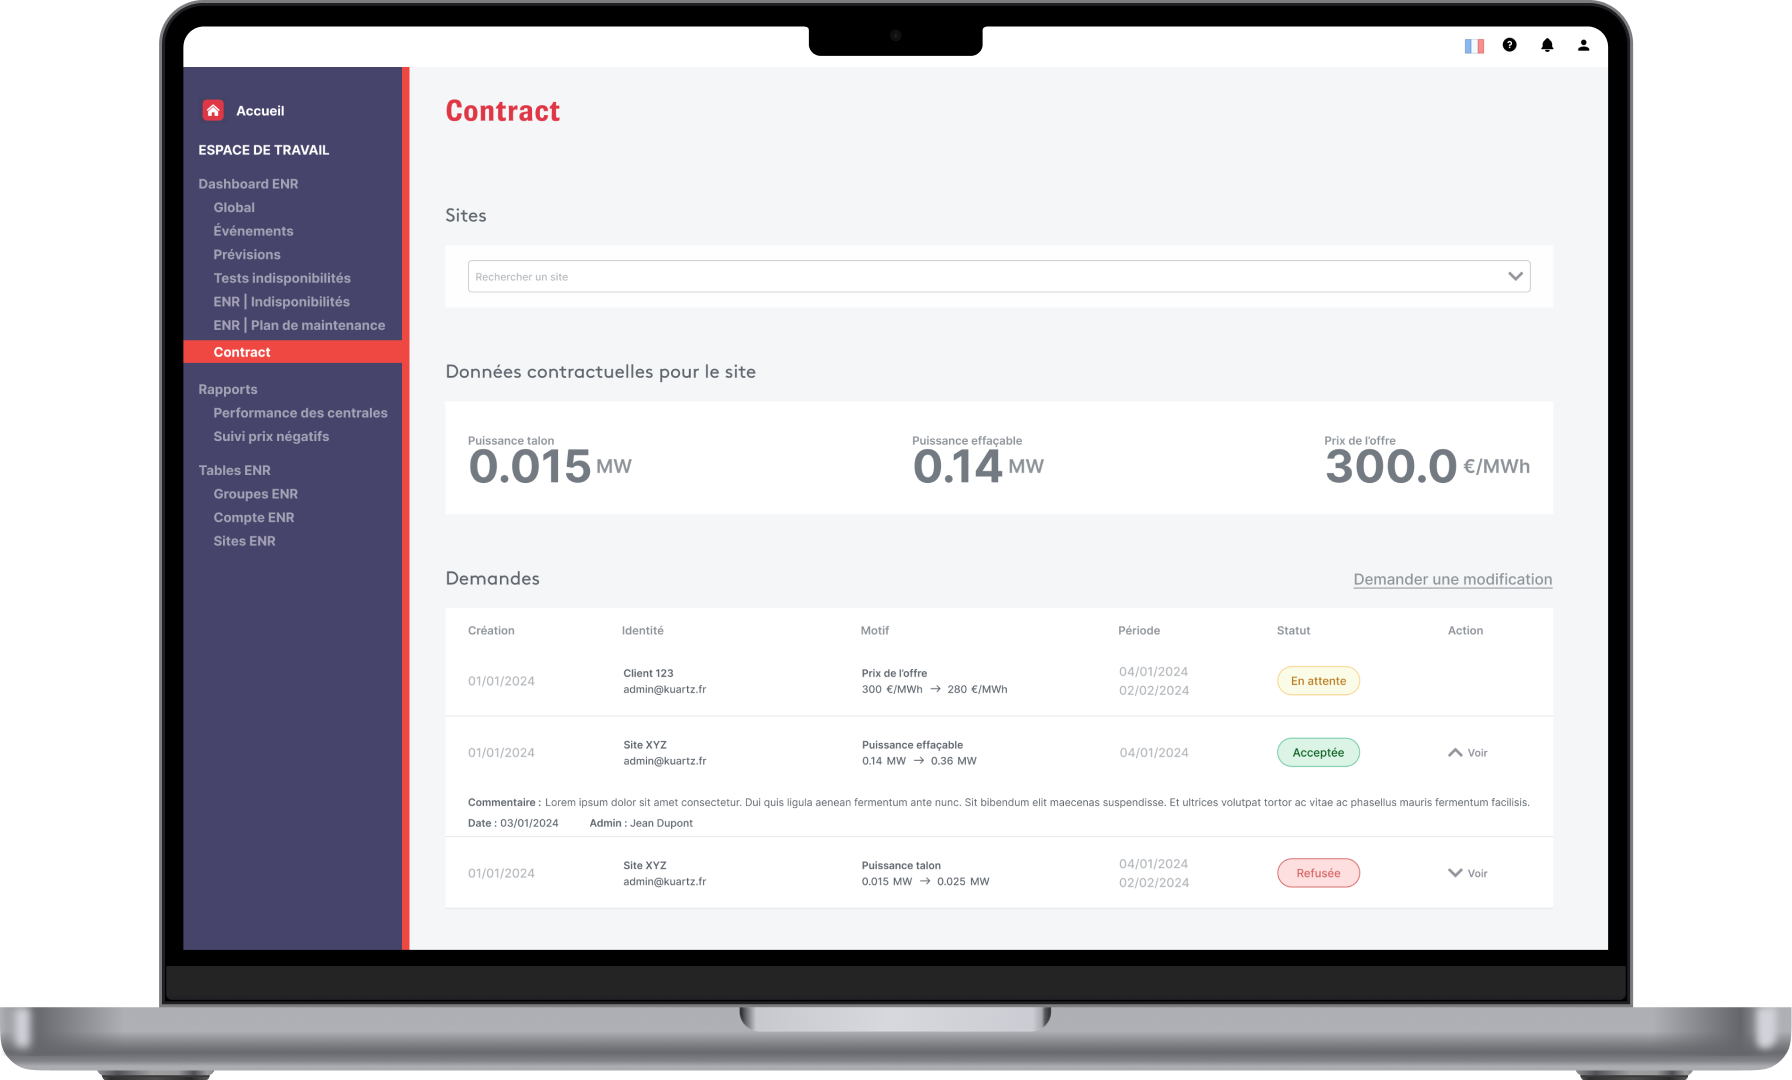 Accueil
ESPACE DE TRAVAIL
Dashboard ENR
Global
Événements
Prévisions
Tests indisponibilités
ENR | Indisponibilités
ENR | Plan de maintenance
Contract
Rapports
Performance des centrales
Suivi prix négatifs
Tables ENR
Groupes ENR
Compte ENR
Sites ENR
?
Contract
Sites
Rechercher un site
Données contractuelles pour le site
Puissance talon
0.015 MW
Puissance effaçable
0.14 MW
Prix de l'offre
300.0 €/MWh
Demandes
Demander une modification
Création Identité Motif Période Statut Action
01/01/2024
Client 123
admin@kuartz.fr
Prix de l'offre
300 €/MWh → 280 €/MWh
04/01/2024
02/02/2024
En attente
01/01/2024
Site XYZ
admin@kuartz.fr
Puissance effaçable
0.14 MW → 0.36 MW
04/01/2024
Acceptée
Voir
Commentaire : Lorem ipsum dolor sit amet consectetur. Dui quis ligula aenean fermentum ante nunc. Sit bibendum elit maecenas suspendisse. Et ultrices volutpat tortor ac vitae ac phasellus mauris fermentum facilisis.
Date : 03/01/2024 Admin : Jean Dupont
01/01/2024
Site XYZ
admin@kuartz.fr
Puissance talon
0.015 MW → 0.025 MW
04/01/2024
02/02/2024
Refusée
Voir